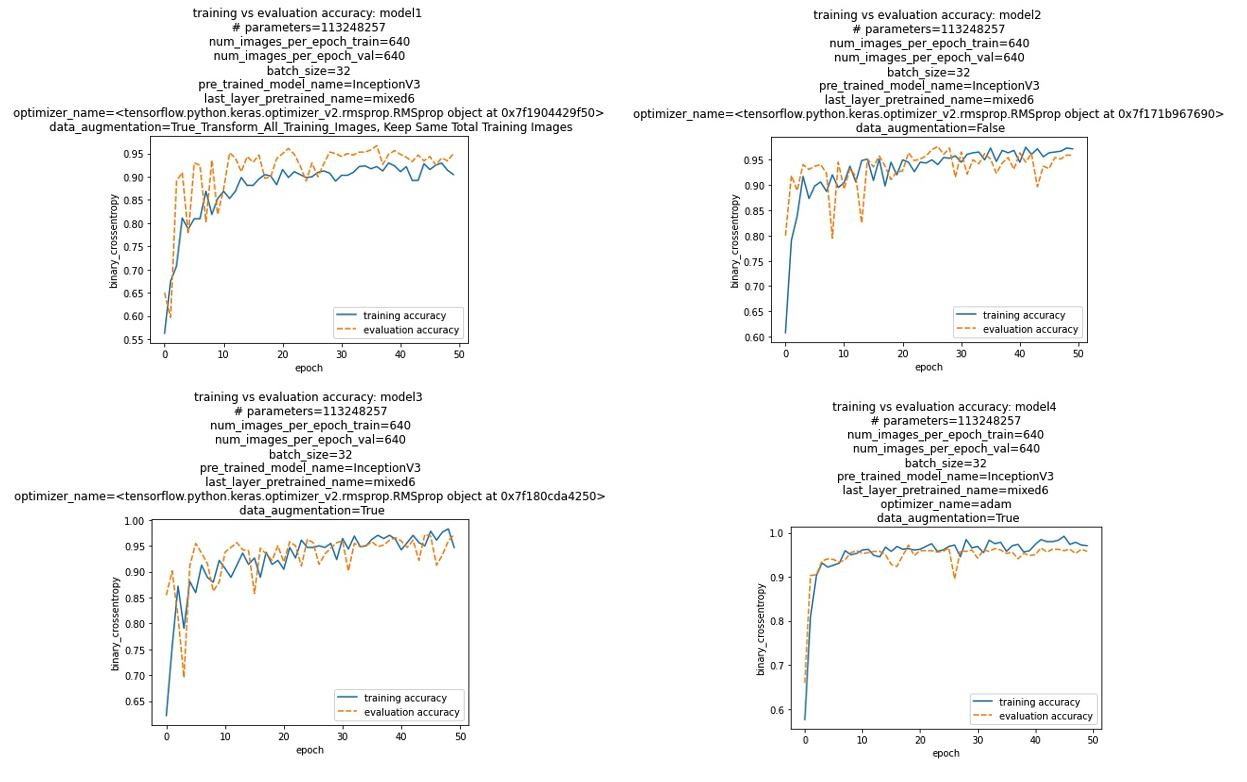 training vs evaluation accuracy: model1
# parameters=113248257
num_images_per_epoch_train=640
num_images_per_epoch_val=640
batch_size=32
pre_trained_model_name=InceptionV3
last_layer_pretrained_name=mixed6
optimizer_name=<tensorflow.python.keras.optimizer_v2.rmsprop.RMSprop object at 0x7f1904429f50>
data_augmentation=True_Transform_All_Training_Images, Keep Same Total Training Images
0.95
0.90
0.85
0.80
0.75
0.70
0.65
0.60
0.55
binary_crossentropy
training accuracy
evaluation accuracy
0 10 20 30 40 50
epoch
training vs evaluation accuracy: model2
# parameters=113248257
num_images_per_epoch_train=640
num_images_per_epoch_val=640
batch_size=32
pre_trained_model_name=InceptionV3
last_layer_pretrained_name=mixed6
optimizer_name=<tensorflow.python.keras.optimizer_v2.rmsprop.RMSprop object at 0x7f171b967690>
data_augmentation=False
0.95
0.90
0.85
0.80
0.75
0.70
0.65
0.60
binary_crossentropy
training accuracy
evaluation accuracy
0 10 20 30 40 50
epoch
training vs evaluation accuracy: model3
# parameters=113248257
num_images_per_epoch_train=640
num_images_per_epoch_val=640
batch_size=32
pre_trained_model_name=InceptionV3
last_layer_pretrained_name=mixed6
optimizer_name=<tensorflow.python.keras.optimizer_v2.rmsprop.RMSprop object at 0x7f180cda4250>
data_augmentation=True
1.00
0.95
0.90
0.85
0.80
0.75
0.70
0.65
binary_crossentropy
training accuracy
evaluation accuracy
0 10 20 30 40 50
epoch
training vs evaluation accuracy: model4
# parameters=113248257
num_images_per_epoch_train=640
num_images_per_epoch_val=640
batch_size=32
pre_trained_model_name=InceptionV3
last_layer_pretrained_name=mixed6
optimizer_name=adam
data_augmentation=True
1.0
0.9
0.8
0.7
0.6
binary_crossentropy
training accuracy
evaluation accuracy
0 10 20 30 40 50
epoch